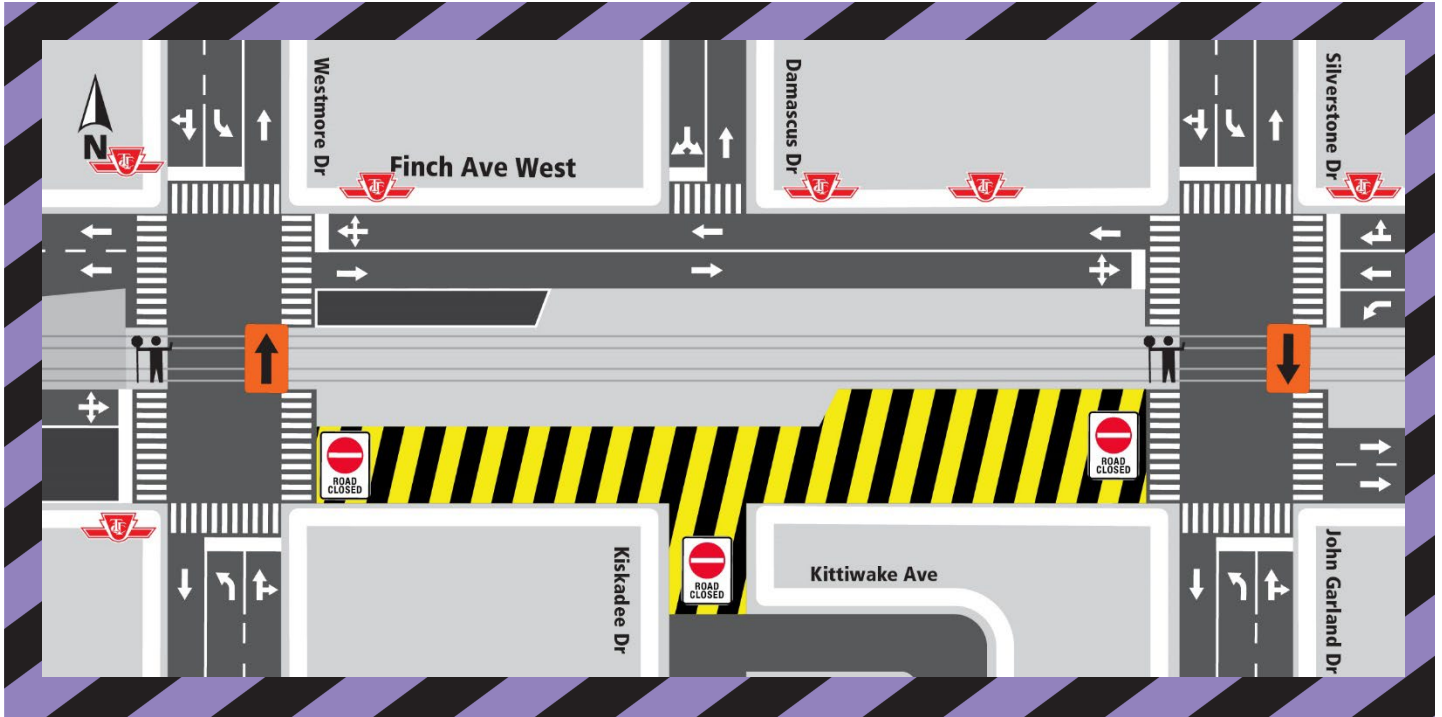 N
Westmore Dr
Finch Ave West
Damascus Dr
Silverstone Dr
ROAD
CLOSED
ROAD
CLOSED
ROAD
CLOSED
Kiskadee Dr
Kittiwake Ave
John Garland Dr